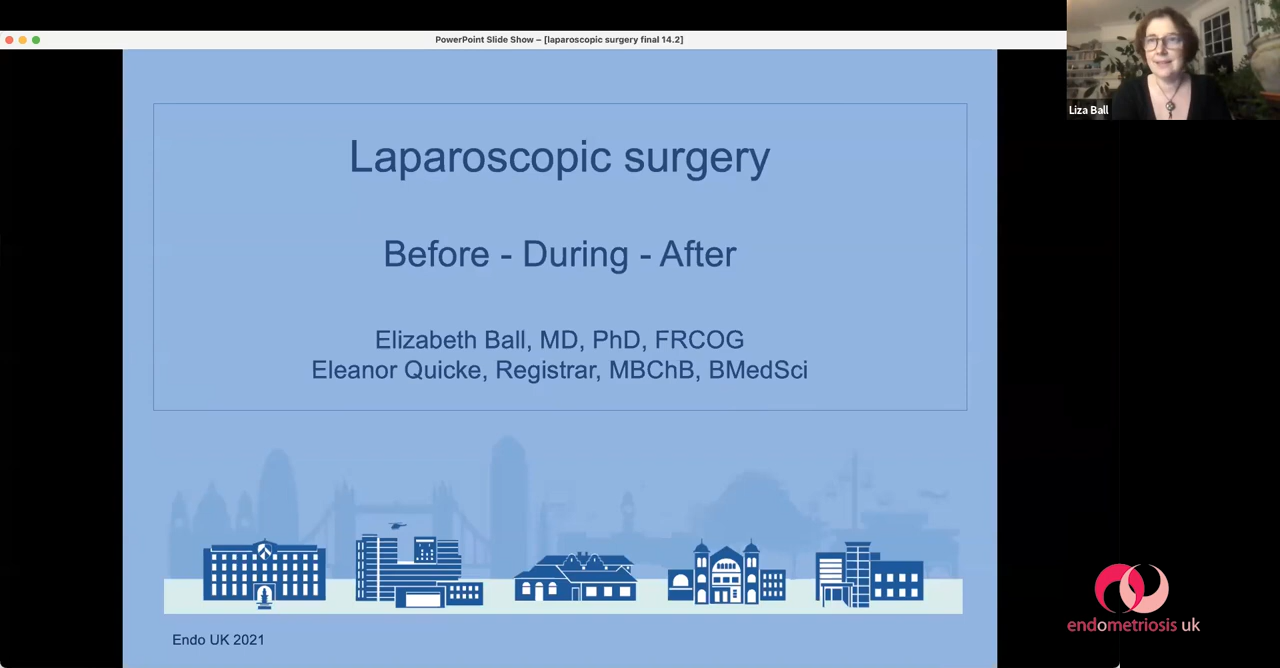 PowerPoint Slide Show – [laparoscopic surgery final 14.2]
Liza Ball
Laparoscopic surgery
Before - During - After
Elizabeth Ball, MD, PhD, FRCOG
Eleanor Quicke, Registrar, MBChB, BMedSci
Endo UK 2021
endometriosis uk